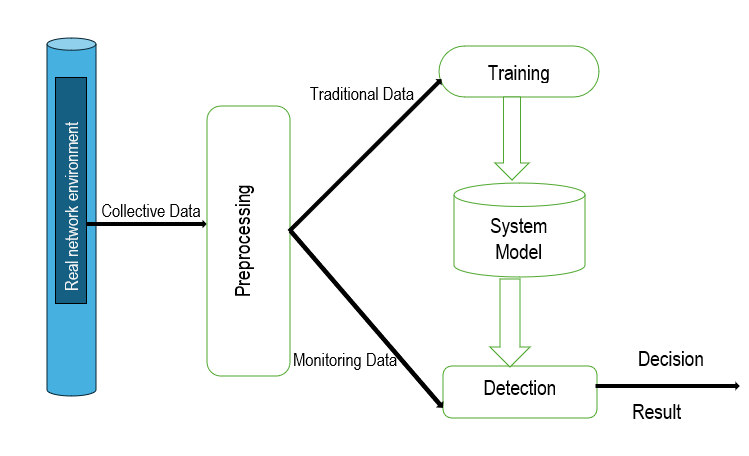 Real network environment
Collective Data
Preprocessing
Traditional Data
Monitoring Data
Training
System
Model
Detection
Decision
Result